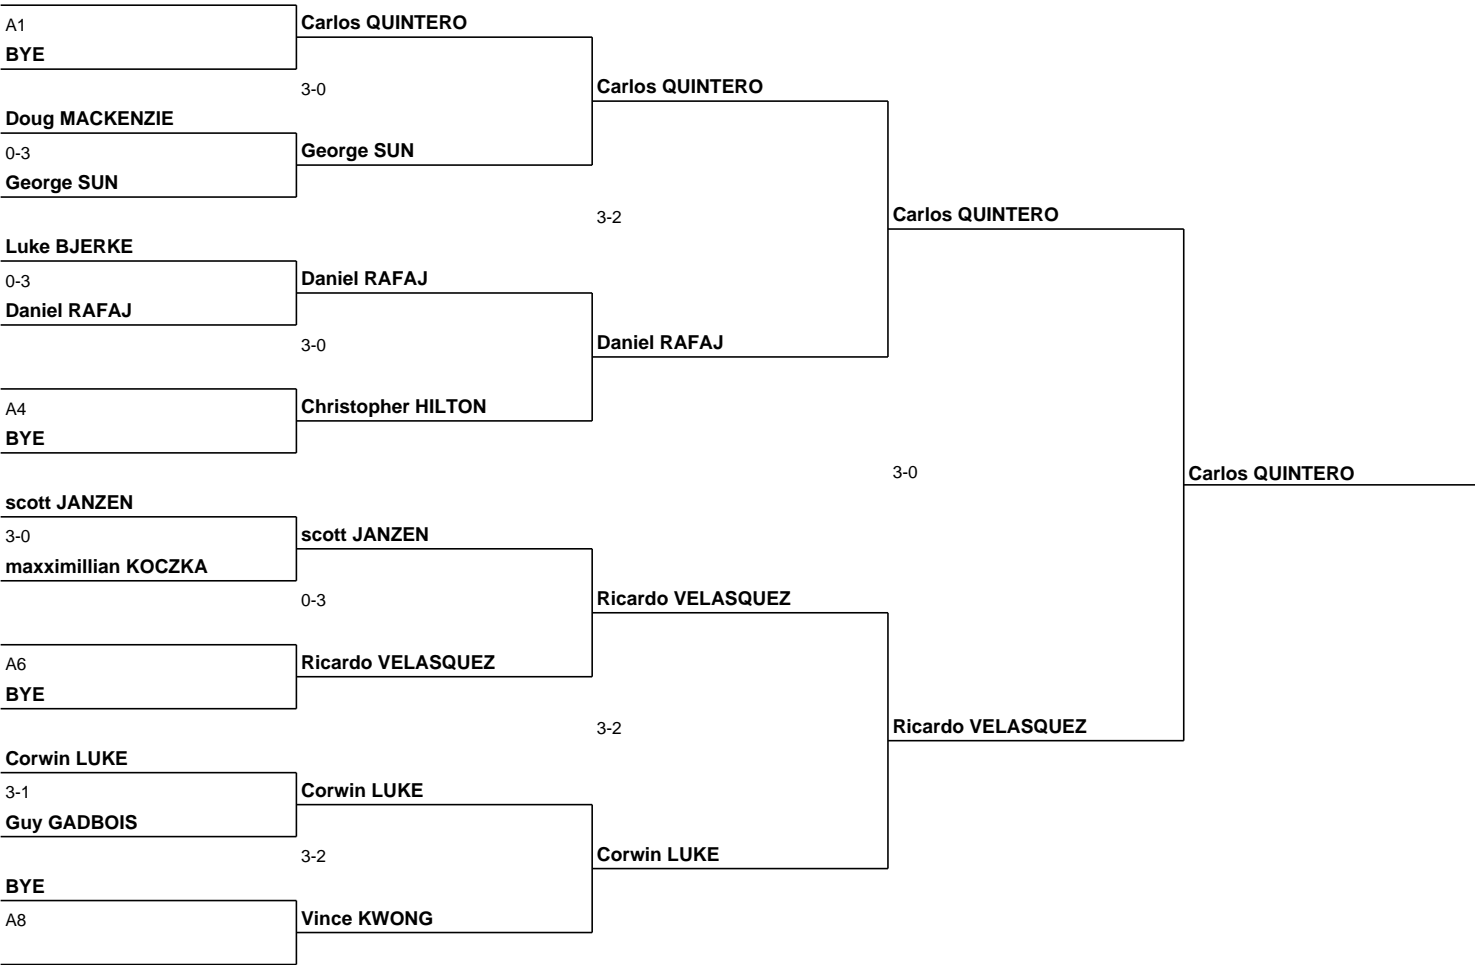 A1
BYE
Carlos QUINTERO
3-0
Carlos QUINTERO
Doug MACKENZIE
0-3
George SUN
George SUN
3-2
Carlos QUINTERO
Luke BJERKE
0-3
Daniel RAFAJ
Daniel RAFAJ
3-0
Daniel RAFAJ
A4
BYE
Christopher HILTON
3-0
Carlos QUINTERO
scott JANZEN
3-0
maxximillian KOCZKA
scott JANZEN
0-3
Ricardo VELASQUEZ
A6
BYE
Ricardo VELASQUEZ
3-2
Ricardo VELASQUEZ
Corwin LUKE
3-1
Guy GADBOIS
Corwin LUKE
3-2
Corwin LUKE
BYE
A8
Vince KWONG